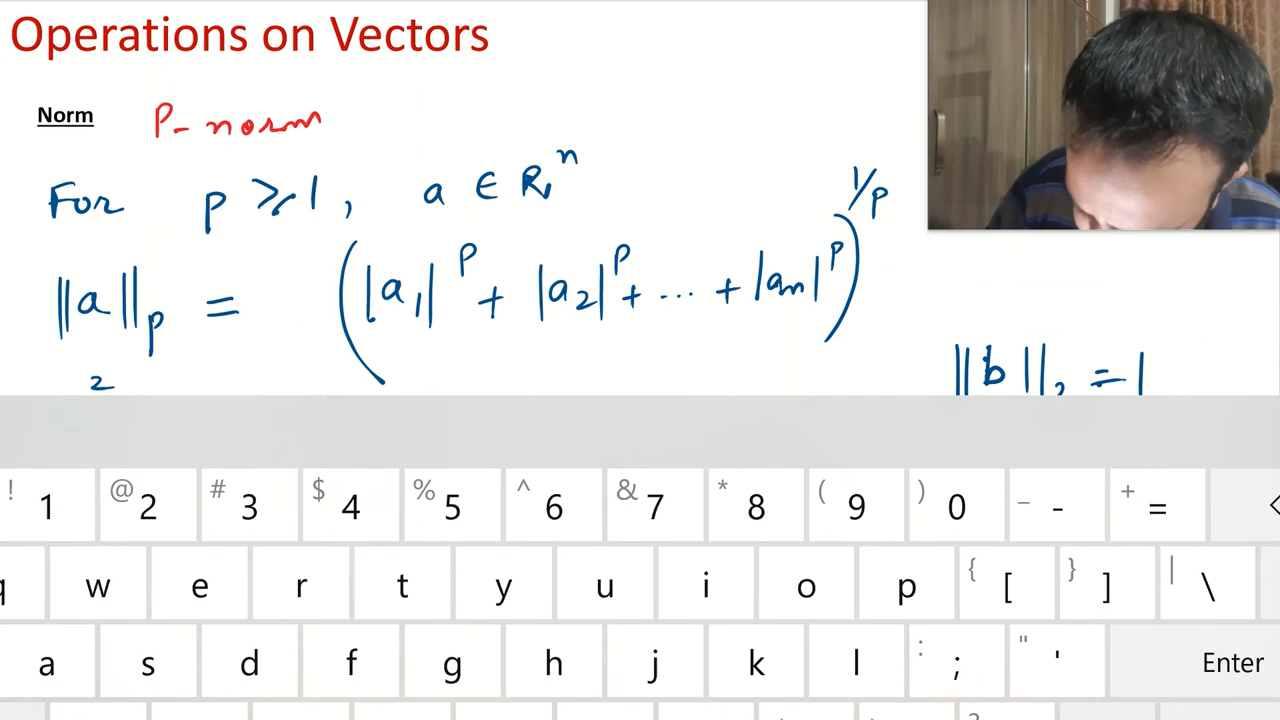 Operations on Vectors
Norm P- norm
For p ⩾ 1, a ∈ Rⁿ
||a||ₚ = (|a₁|^p + |a₂|^p + ... + |aₙ|^p)^1/p
2
||b||₂ = 1
! 1 @ 2 # 3 $ 4 % 5 ^ 6 & 7 * 8 ( 9 ) 0 _ - + =
q w e r t y u i o p { [ } ] | \
a s d f g h j k l : ; " ' Enter